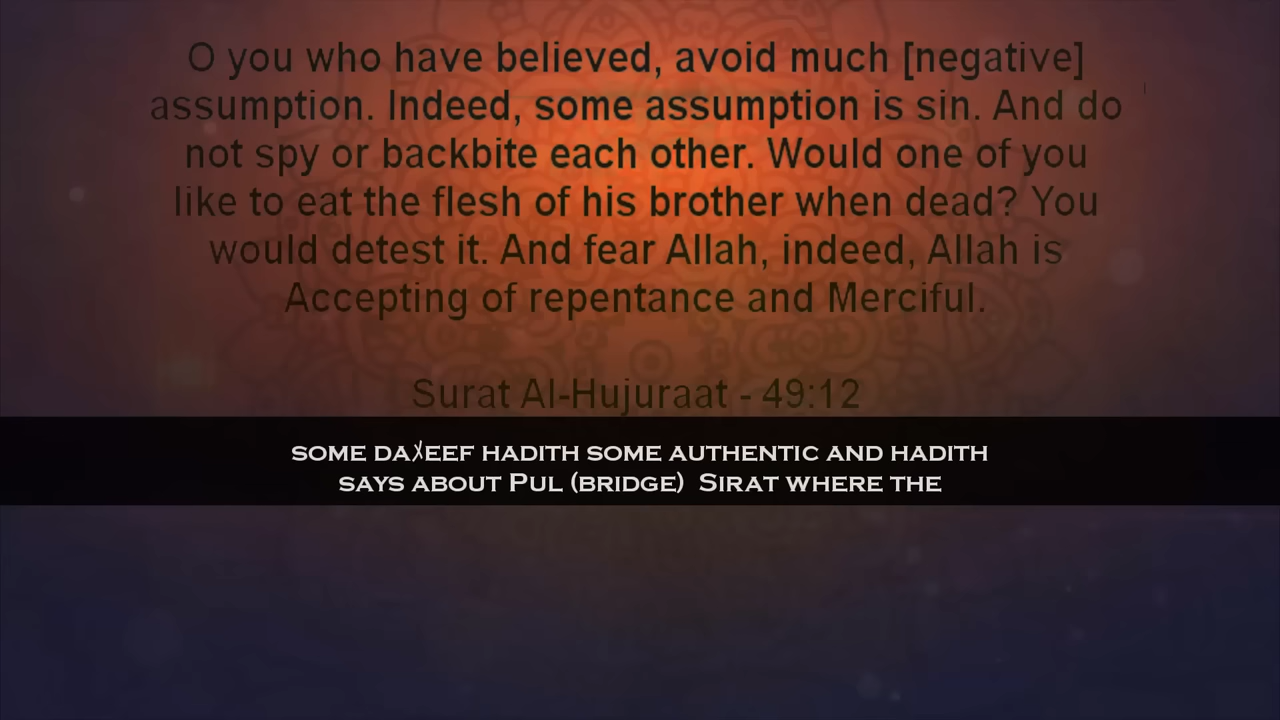 O you who have believed, avoid much [negative]
assumption. Indeed, some assumption is sin. And do
not spy or backbite each other. Would one of you
like to eat the flesh of his brother when dead? You
would detest it. And fear Allah, indeed, Allah is
Accepting of repentance and Merciful.
Surat Al-Hujuraat - 49:12
SOME HADITH SOME AUTHENTIC AND HADITH
SAYS ABOUT PUL (BRIDGE) SIRAT WHERE THE